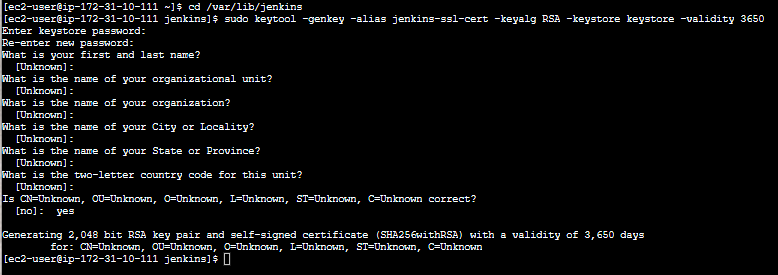 [ec2-user@ip-172-31-10-111 ~]$ cd /var/lib/jenkins
[ec2-user@ip-172-31-10-111 jenkins]$ sudo keytool -genkey -alias jenkins-ssl-cert -keyalg RSA -keystore keystore -validity 3650
Enter keystore password:
Re-enter new password:
What is your first and last name?
  [Unknown]:
What is the name of your organizational unit?
  [Unknown]:
What is the name of your organization?
  [Unknown]:
What is the name of your City or Locality?
  [Unknown]:
What is the name of your State or Province?
  [Unknown]:
What is the two-letter country code for this unit?
  [Unknown]:
Is CN=Unknown, OU=Unknown, O=Unknown, L=Unknown, ST=Unknown, C=Unknown correct?
  [no]:  yes
Generating 2,048 bit RSA key pair and self-signed certificate (SHA256withRSA) with a validity of 3,650 days
        for: CN=Unknown, OU=Unknown, O=Unknown, L=Unknown, ST=Unknown, C=Unknown
[ec2-user@ip-172-31-10-111 jenkins]$